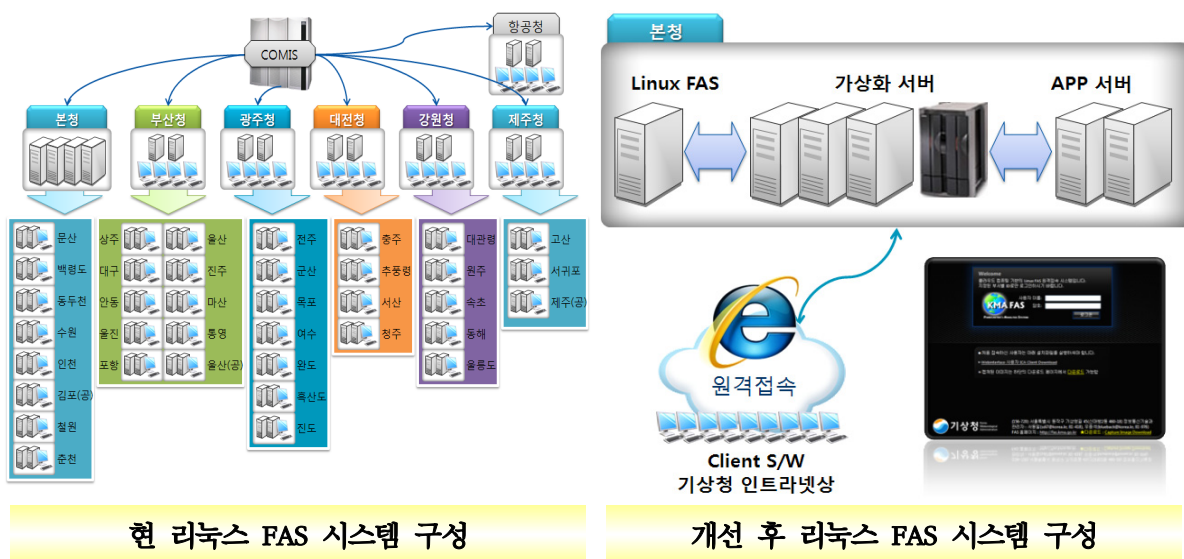 항공청
COMIS
본청
부산청
광주청
대전청
강원청
제주청
문산
백령도
동두천
수원
인천
김포(공)
철원
춘천
상주
대구
안동
울진
포항
울산
진주
마산
통영
울산(공)
전주
군산
목포
여수
완도
흑산도
진도
충주
추풍령
서산
청주
대관령
원주
속초
동해
울릉도
고산
서귀포
제주(공)
현 리눅스 FAS 시스템 구성
본청
Linux FAS
가상화 서버
APP 서버
원격접속
Client S/W
기상청 인트라넷상
Welcome
KMA FAS
기상청
개선 후 리눅스 FAS 시스템 구성